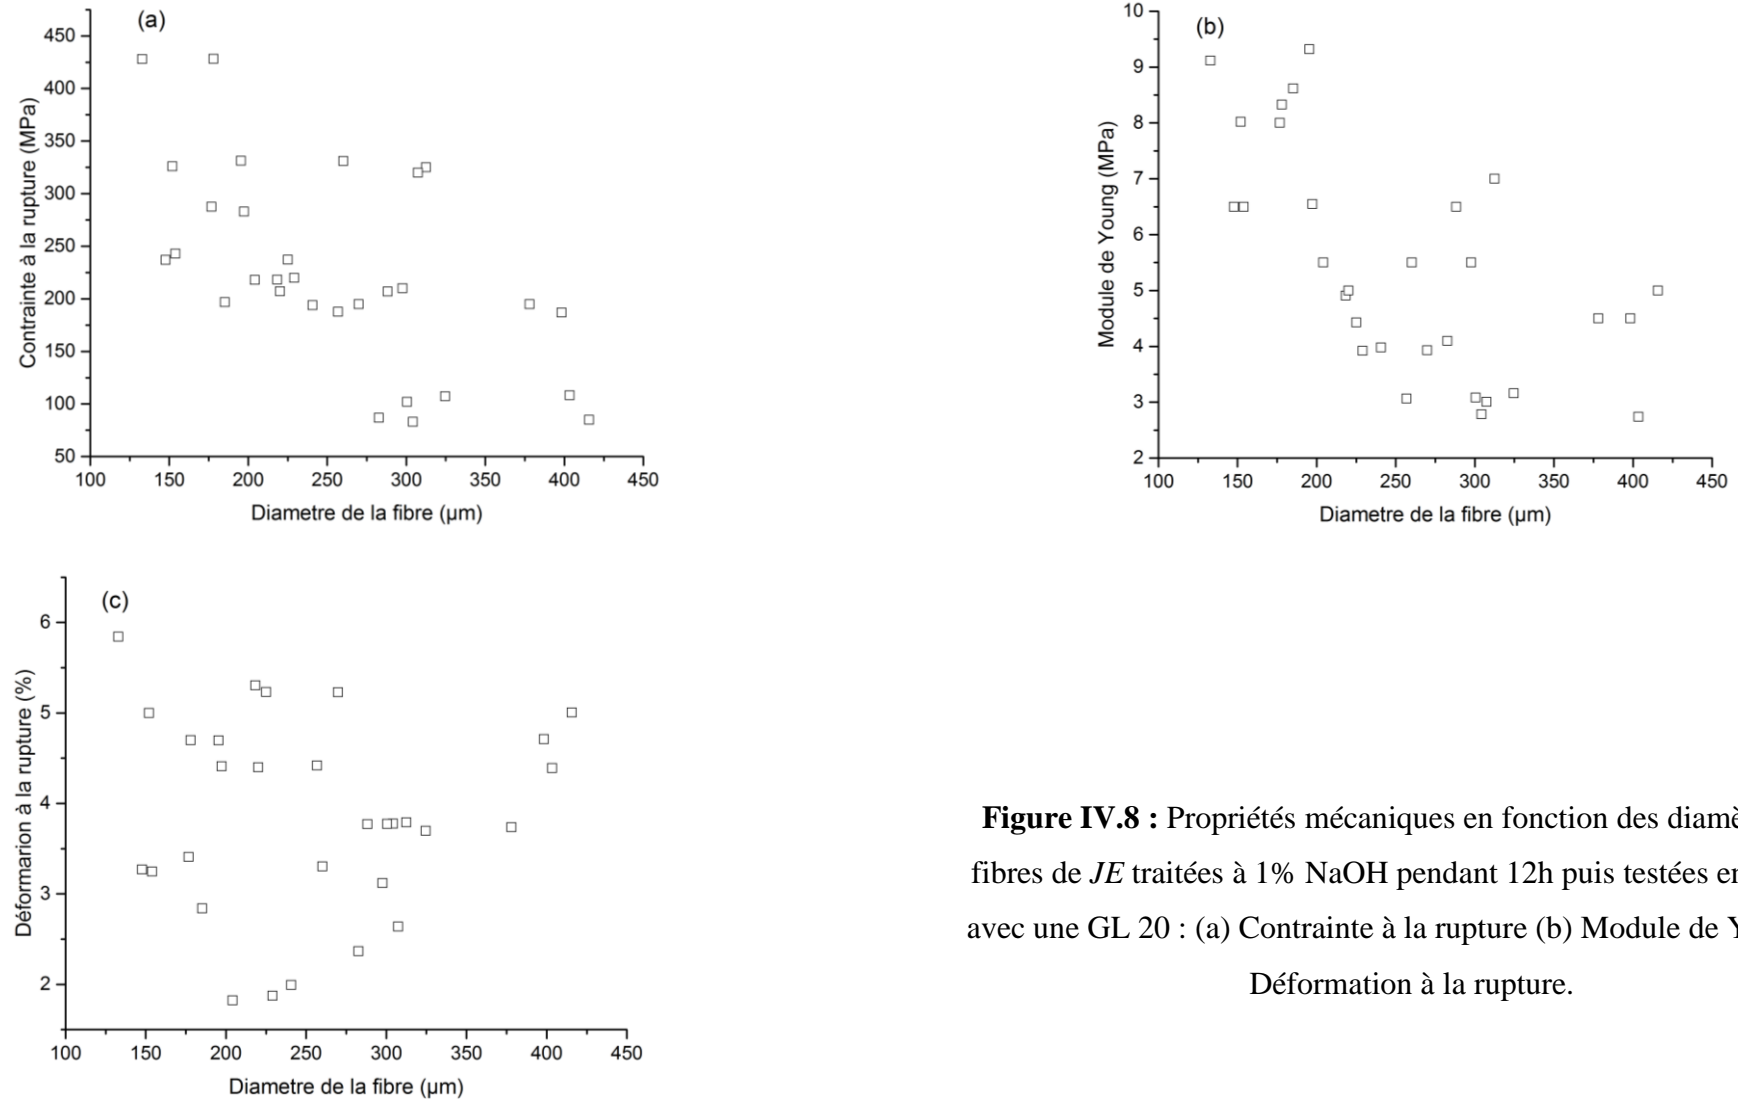 (a)
450
400
350
300
250
200
150
100
50
Contrainte à la rupture (MPa)
100 150 200 250 300 350 400 450
Diametre de la fibre (µm)
(b)
10
9
8
7
6
5
4
3
2
Module de Young (MPa)
100 150 200 250 300 350 400 450
Diametre de la fibre (µm)
(c)
6
5
4
3
2
Déformarion à la rupture (%)
100 150 200 250 300 350 400 450
Diametre de la fibre (µm)
Figure IV.8 : Propriétés mécaniques en fonction des
fibres de JE traitées à 1% NaOH pendant 12h puis testées
avec une GL 20 : (a) Contrainte à la rupture (b) Module de
Déformation à la rupture.